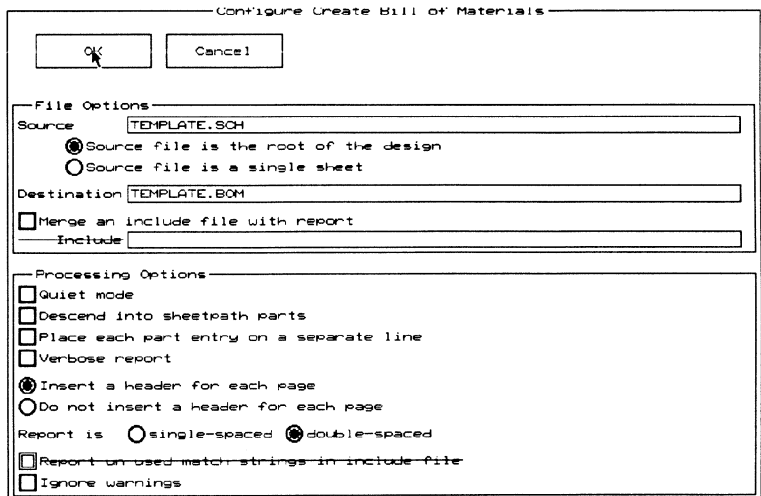 Configure Create Bill of Materials
OK Cancel
File Options
Source TEMPLATE.SCH
Source file is the root of the design
Source file is a single sheet
Destination TEMPLATE.BOM
Merge an include file with report
Include
Processing Options
Quiet mode
Descend into sheetpath parts
Place each part entry on a separate line
Verbose report
Insert a header for each page
Do not insert a header for each page
Report is single-spaced double-spaced
Report un used match strings in include file
Ignore warnings